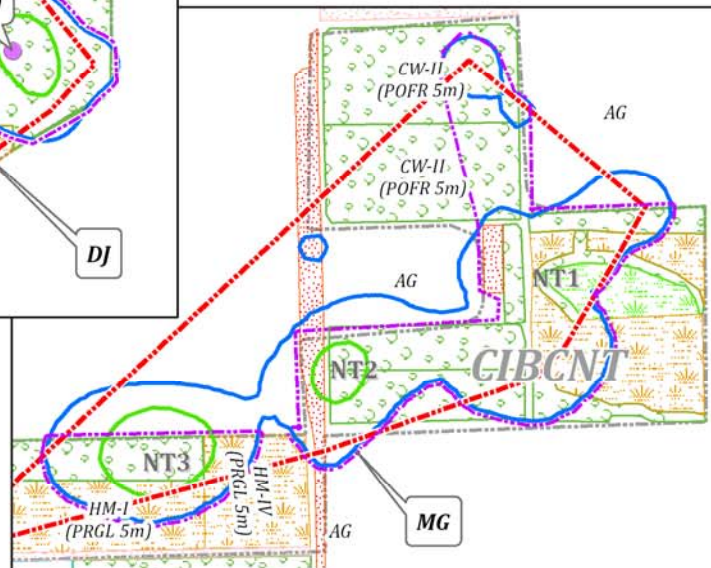 CW-II
(POFR 5m)
AG
CW-II
(POFR 5m)
DJ
AG
NT1
NT2
CIBCNT
NT3
HM-I
(PRGL 5m)
HM-IV
(PRGL 5m)
AG
MG